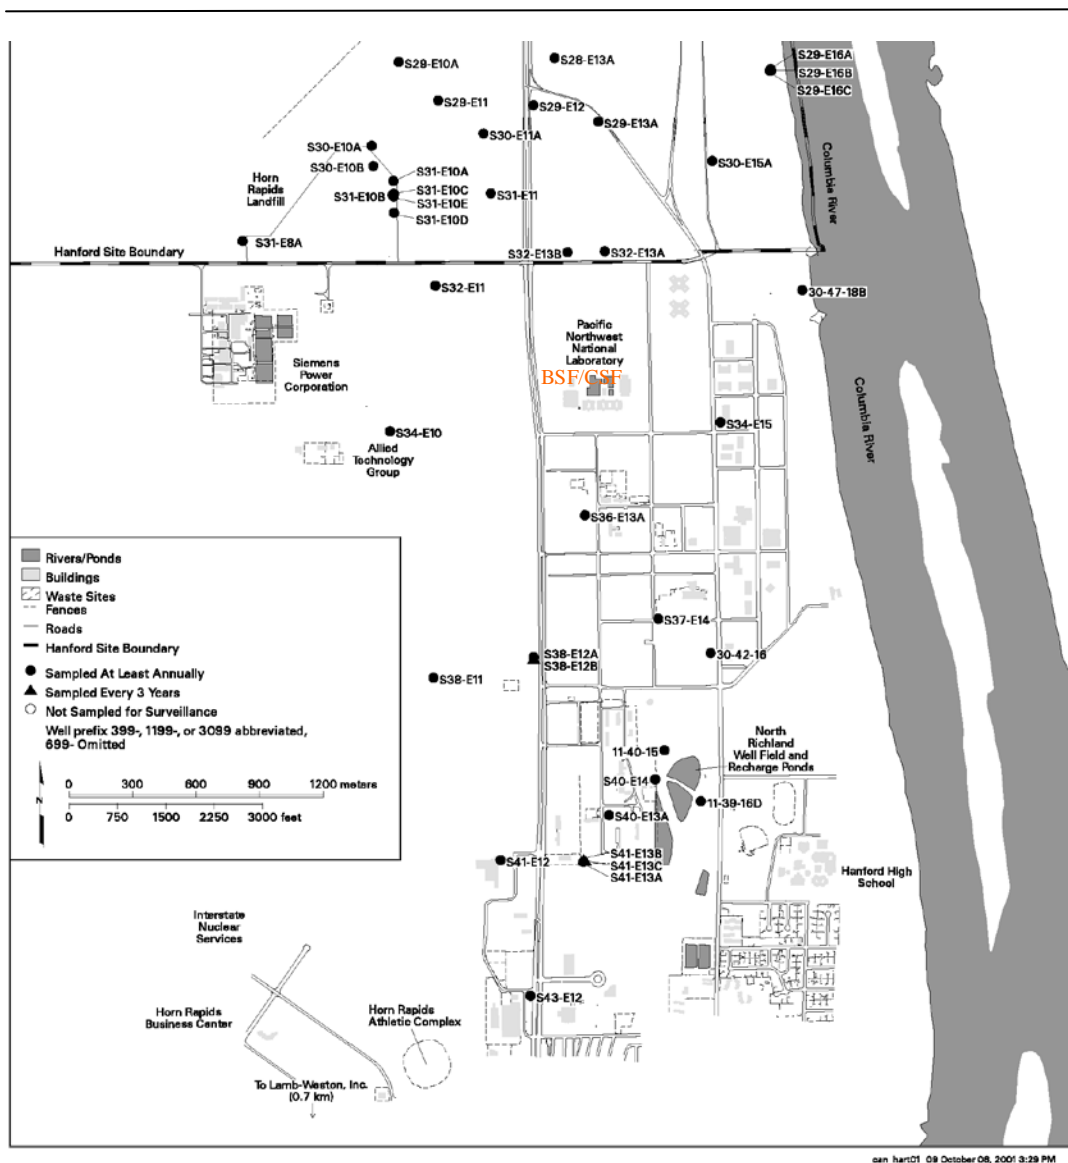 S29-E10A
S28-E13A
S29-E16A
S29-E16B
S29-E16C
S29-E11
S29-E12
S29-E13A
S30-E11A
S30-E10A
S30-E10B
S30-E15A
Columbia River
Horn
Rapids
Landfill
S31-E10A
S31-E10C
S31-E10B
S31-E10E
S31-E10D
S31-E11
S31-E8A
Hanford Site Boundary
S32-E13B
S32-E13A
S32-E11
30-47-18B
Pacific
Northwest
National
Laboratory
BSF/CSF
Siemens
Power
Corporation
Columbia River
S34-E10
S34-E15
Allied
Technology
Group
S36-E13A
Rivers/Ponds
Buildings
Waste Sites
Fences
Roads
Hanford Site Boundary
Sampled At Least Annually
Sampled Every 3 Years
Not Sampled for Surveillance
Well prefix 399-, 1199-, or 3099 abbreviated,
699- Omitted
0 300 600 900 1200 meters
N
0 750 1500 2250 3000 feet
S37-E14
S38-E12A
S38-E12B
30-42-16
S38-E11
North
Richland
Well Field and
Recharge Ponds
11-40-15
S40-E14
11-39-16D
S40-E13A
S41-E12
S41-E13B
S41-E13C
S41-E13A
Hanford High
School
Interstate
Nuclear
Services
S43-E12
Horn Rapids
Business Center
Horn Rapids
Athletic Complex
To Lamb-Weston, Inc.
(0.7 km)
can_hart01_09 October 08, 2001 3:29 PM